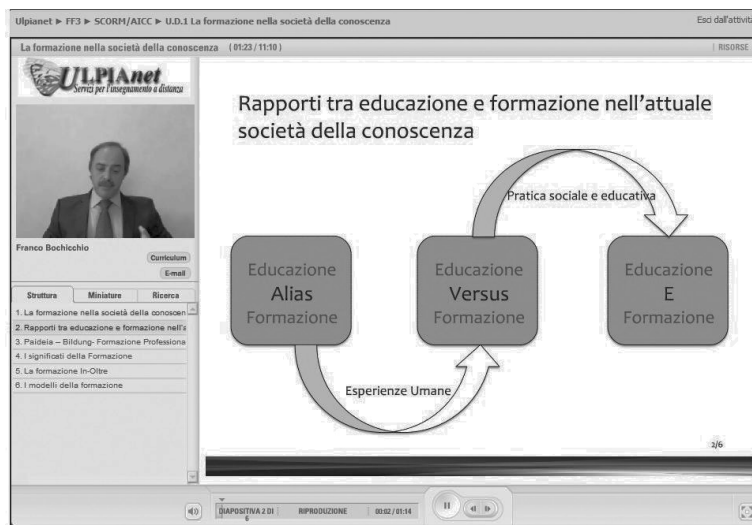 Ulpianet ► FF3 ► SCORM/AICC ► U.D.1 La formazione nella società della conoscenza
Esci dall'attivita
La formazione nella società della conoscenza ( 01:23 / 11:10 )
| RISORSE
ULPIAnet
Servizi per l'insegnamento a distanza
Franco Bochicchio
Curriculum
E-mail
Struttura Miniature Ricerca
1. La formazione nella società della conoscen
2. Rapporti tra educazione e formazione nell'a
3. Paideia – Bildung- Formazione Professiona
4. I significati della Formazione
5. La formazione In-Oltre
6. I modelli della formazione
Rapporti tra educazione e formazione nell'attuale
società della conoscenza
Pratica sociale e educativa
Educazione
Alias
Formazione
Educazione
Versus
Formazione
Educazione
E
Formazione
Esperienze Umane
2/6
DIAPOSITIVA 2 DI
6
RIPRODUZIONE
00:02 / 01:14